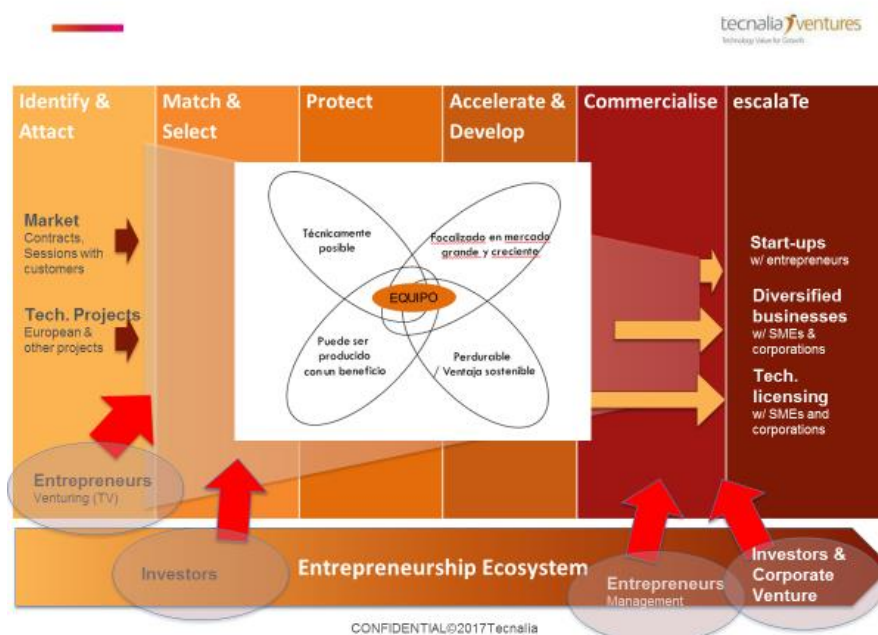 tecnalia ventures
Technology Value for Growth
Identify &
Attact
Match &
Select
Protect
Accelerate &
Develop
Commercialise
escalaTe
Market
Contracts,
Sessions with
customers
Tech. Projects
European &
other projects
Técnicamente
posible
Focalizado en mercado
grande y creciente
EQUIPO
Puede ser
producido
con un beneficio
Perdurable
/ Ventaja sostenible
Start-ups
w/ entrepreneurs
Diversified
businesses
w/ SMEs &
corporations
Tech.
licensing
w/ SMEs and
corporations
Entrepreneurs
Venturing (TV)
Investors
Entrepreneurship Ecosystem
Entrepreneurs
Management
Investors &
Corporate
Venture
CONFIDENTIAL©2017Tecnalia